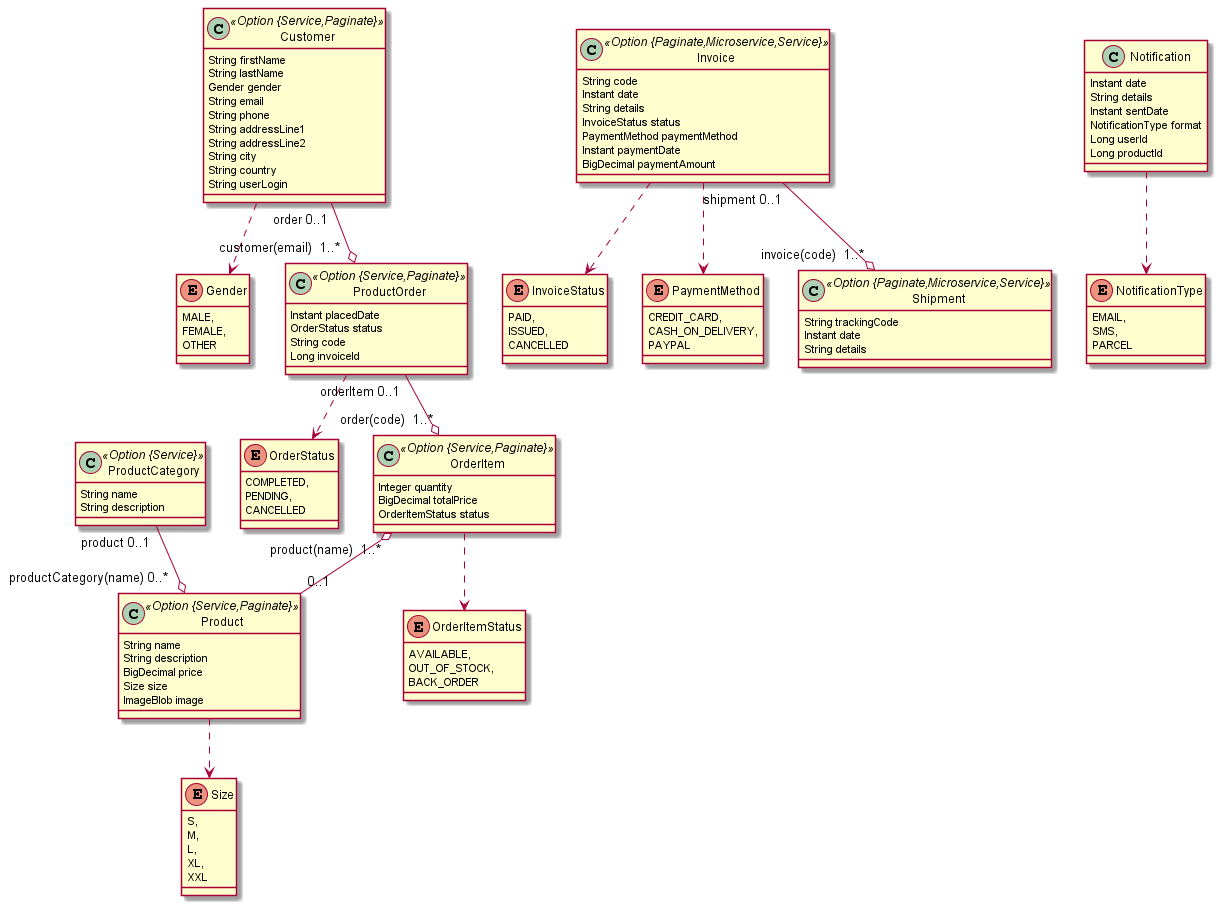 C «Option {Service,Paginate}»
Customer
String firstName
String lastName
Gender gender
String email
String phone
String addressLine1
String addressLine2
String city
String country
String userLogin
C «Option {Paginate,Microservice,Service}»
Invoice
String code
Instant date
String details
InvoiceStatus status
PaymentMethod paymentMethod
Instant paymentDate
BigDecimal paymentAmount
C Notification
Instant date
String details
Instant sentDate
NotificationType format
Long userId
Long productId
order 0..1
customer(email) 1..*
shipment 0..1
invoice(code) 1..*
E Gender
MALE,
FEMALE,
OTHER
C «Option {Service,Paginate}»
ProductOrder
Instant placedDate
OrderStatus status
String code
Long invoiceId
E InvoiceStatus
PAID,
ISSUED,
CANCELLED
E PaymentMethod
CREDIT_CARD,
CASH_ON_DELIVERY,
PAYPAL
C «Option {Paginate,Microservice,Service}»
Shipment
String trackingCode
Instant date
String details
E NotificationType
EMAIL,
SMS,
PARCEL
orderItem 0..1
order(code) 1..*
C «Option {Service}»
ProductCategory
String name
String description
E OrderStatus
COMPLETED,
PENDING,
CANCELLED
C «Option {Service,Paginate}»
OrderItem
Integer quantity
BigDecimal totalPrice
OrderItemStatus status
product 0..1
productCategory(name) 0..*
product(name) 1..*
0..1
C «Option {Service,Paginate}»
Product
String name
String description
BigDecimal price
Size size
ImageBlob image
E OrderItemStatus
AVAILABLE,
OUT_OF_STOCK,
BACK_ORDER
E Size
S,
M,
L,
XL,
XXL